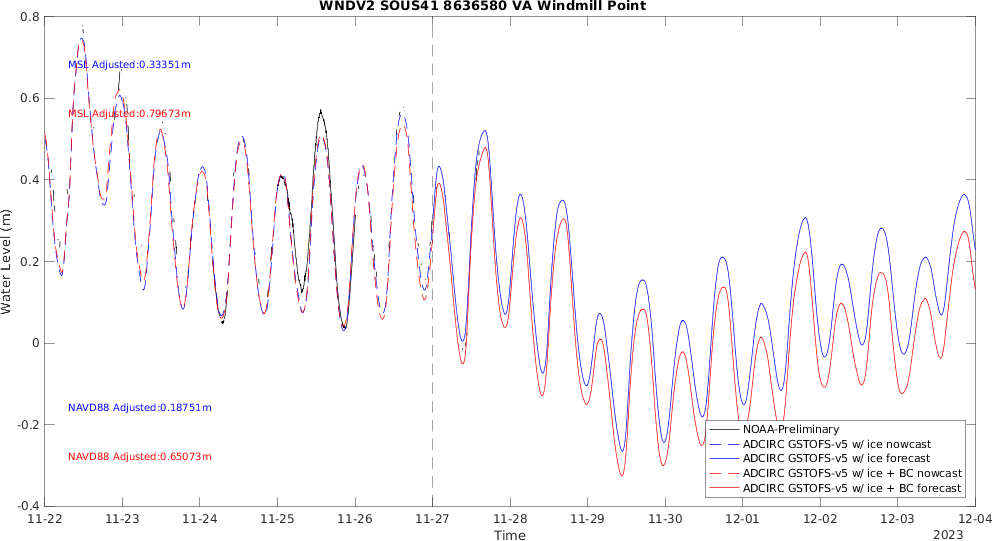 WNDV2 SOUS41 8636580 VA Windmill Point
0.8
0.6
0.4
0.2
0
-0.2
-0.4
Water Level (m)
MSL Adjusted:0.33351m
MSL Adjusted:0.79673m
NAVD88 Adjusted:0.18751m
NAVD88 Adjusted:0.65073m
NOAA-Preliminary
ADCIRC GSTOFS-v5 w/ ice nowcast
ADCIRC GSTOFS-v5 w/ ice forecast
ADCIRC GSTOFS-v5 w/ ice + BC nowcast
ADCIRC GSTOFS-v5 w/ ice + BC forecast
11-22 11-23 11-24 11-25 11-26 11-27 11-28 11-29 11-30 12-01 12-02 12-03 12-04
Time
2023